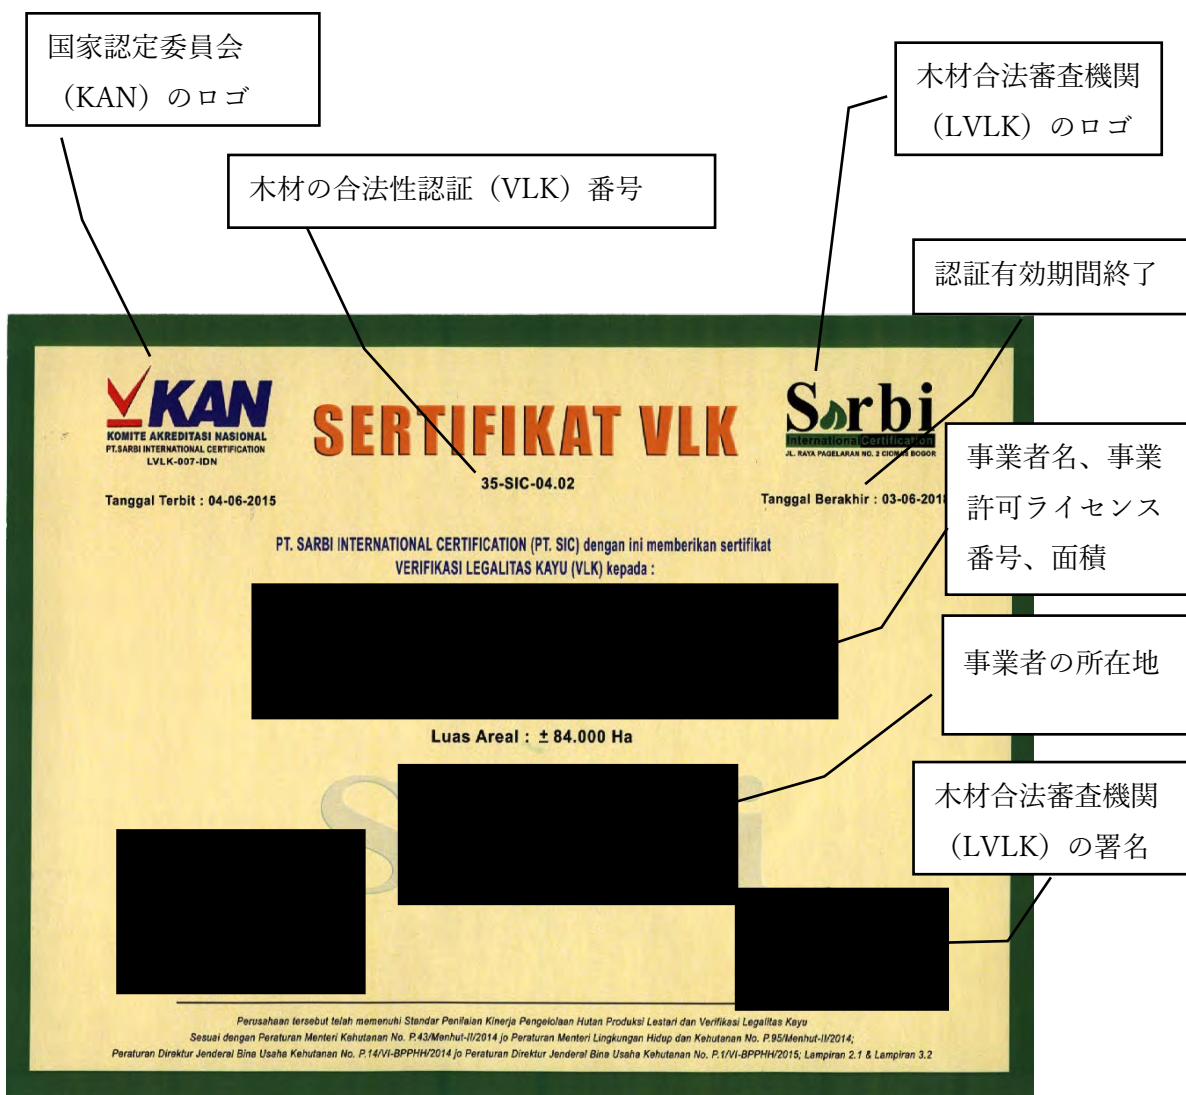 国家認定委員会
（KAN）のロゴ
木材合法審査機関
（LVLK）のロゴ
木材の合法性認証（VLK）番号
認証有効期間終了
KAN
KOMITE AKREDITASI NASIONAL
PT.SARBI INTERNATIONAL CERTIFICATION
LVLK-007-IDN
SERTIFIKAT VLK
Sarbi
International Certification
JL. RAYA PAGELARAN NO. 2 CIOMAS BOGOR
35-SIC-04.02
Tanggal Terbit : 04-06-2015
Tanggal Berakhir : 03-06-2018
事業者名、事業
許可ライセンス
番号、面積
PT. SARBI INTERNATIONAL CERTIFICATION (PT. SIC) dengan ini memberikan sertifikat
VERIFIKASI LEGALITAS KAYU (VLK) kepada :
事業者の所在地
Luas Areal : ± 84.000 Ha
木材合法審査機関
（LVLK）の署名
Perusahaan tersebut telah memenuhi Standar Penilaian Kinerja Pengelolaan Hutan Produksi Lestari dan Verifikasi Legalitas Kayu
Sesuai dengan Peraturan Menteri Kehutanan No. P.43/Menhut-II/2014 jo Peraturan Menteri Lingkungan Hidup dan Kehutanan No. P.95/Menhut-II/2014;
Peraturan Direktur Jenderal Bina Usaha Kehutanan No. P.14/VI-BPPHH/2014 jo Peraturan Direktur Jenderal Bina Usaha Kehutanan No. P.1/VI-BPPHH/2015; Lampiran 2.1 & Lampiran 3.2